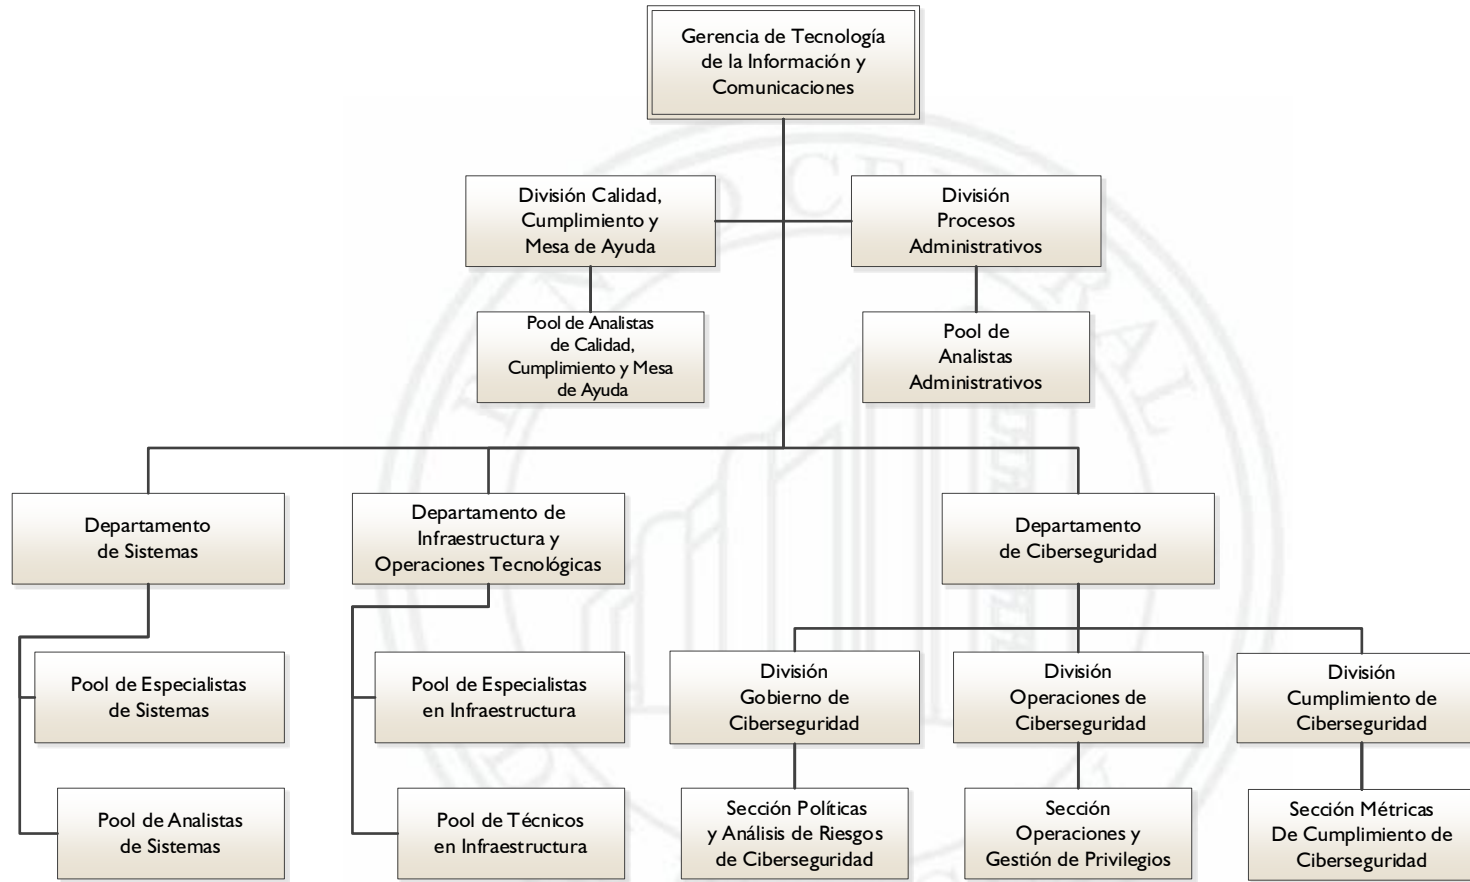 Gerencia de Tecnología
de la Información y
Comunicaciones
División Calidad,
Cumplimiento y
Mesa de Ayuda
División
Procesos
Administrativos
Pool de Analistas
de Calidad,
Cumplimiento y Mesa
de Ayuda
Pool de
Analistas
Administrativos
Departamento
de Sistemas
Departamento de
Infraestructura y
Operaciones Tecnológicas
Departamento
de Ciberseguridad
Pool de Especialistas
de Sistemas
Pool de Especialistas
en Infraestructura
División
Gobierno de
Ciberseguridad
División
Operaciones de
Ciberseguridad
División
Cumplimiento de
Ciberseguridad
Pool de Analistas
de Sistemas
Pool de Técnicos
en Infraestructura
Sección Políticas
y Análisis de Riesgos
de Ciberseguridad
Sección
Operaciones y
Gestión de Privilegios
Sección Métricas
De Cumplimiento de
Ciberseguridad